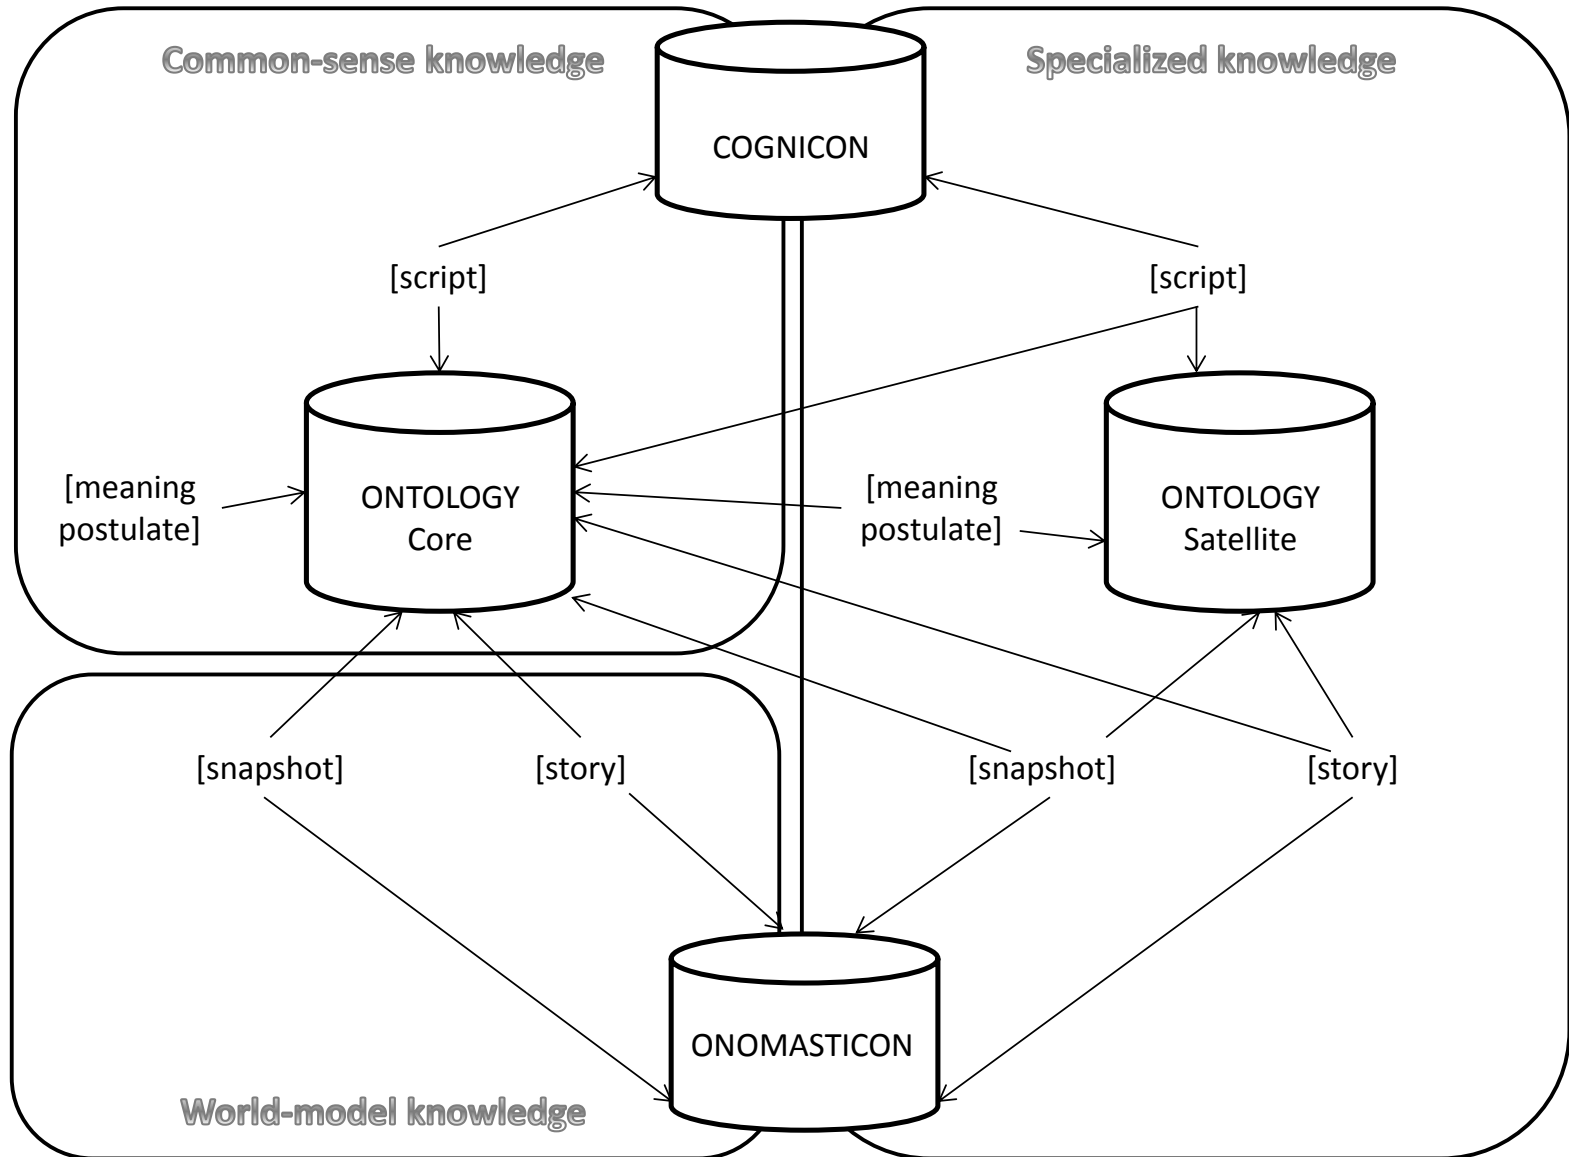 Common-sense knowledge
Specialized knowledge
COGNICON
[script]
[script]
[meaning
postulate]
ONTOLOGY
Core
[meaning
postulate]
ONTOLOGY
Satellite
[snapshot]
[story]
[snapshot]
[story]
ONOMASTICON
World-model knowledge